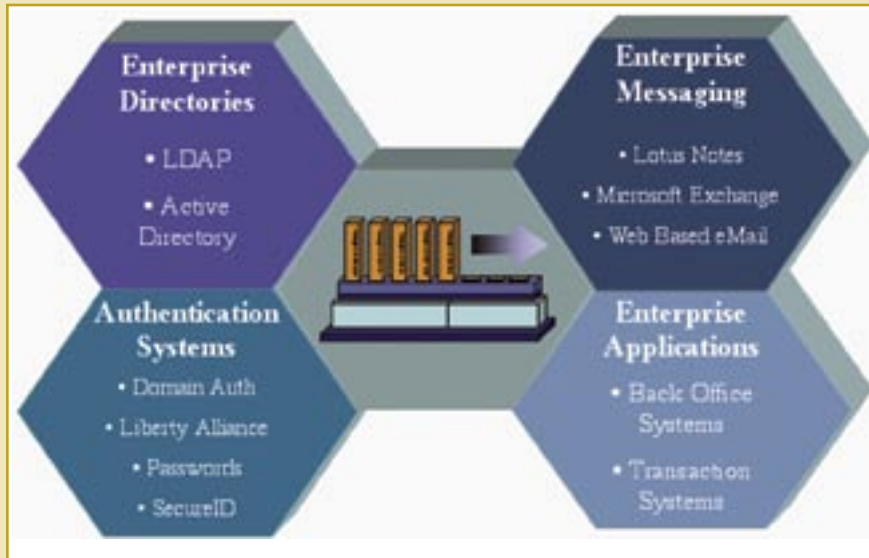 Enterprise
Directories
• LDAP
• Active
Directory
Enterprise
Messaging
• Lotus Notes
• Microsoft Exchange
• Web Based eMail
Authentication
Systems
• Domain Auth
• Liberty Alliance
• Passwords
• SecureID
Enterprise
Applications
• Back Office
Systems
• Transaction
Systems